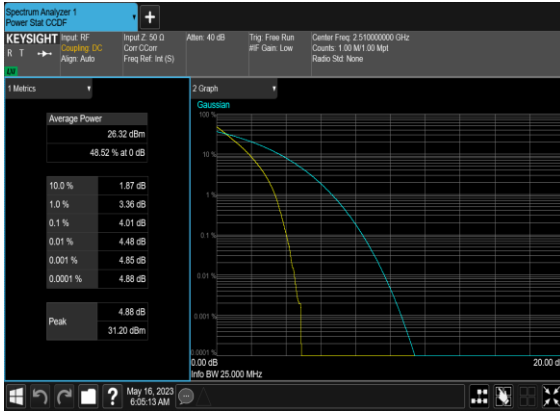 Spectrum Analyzer 1
Power Stat CCDF
KEYSIGHT
R T
Input: RF
Coupling: DC
Align: Auto
Input Z: 50 Ω
Corr CCorr
Freq Ref: Int (S)
Atten: 40 dB
Trig: Free Run
#IF Gain: Low
Center Freq: 2.510000000 GHz
Counts: 1.00 M/1.00 Mpt
Radio Std: None
1 Metrics
Average Power
26.32 dBm
48.52 % at 0 dB
10.0 % 1.87 dB
1.0 % 3.36 dB
0.1 % 4.01 dB
0.01 % 4.48 dB
0.001 % 4.85 dB
0.0001 % 4.88 dB
Peak
4.88 dB
31.20 dBm
2 Graph
Gaussian
100 %
10 %
1 %
0.1 %
0.01 %
0.001 %
0.0001 %
0.00 dB
20.00 d
Info BW 25.000 MHz
?
May 16, 2023
6:05:13 AM